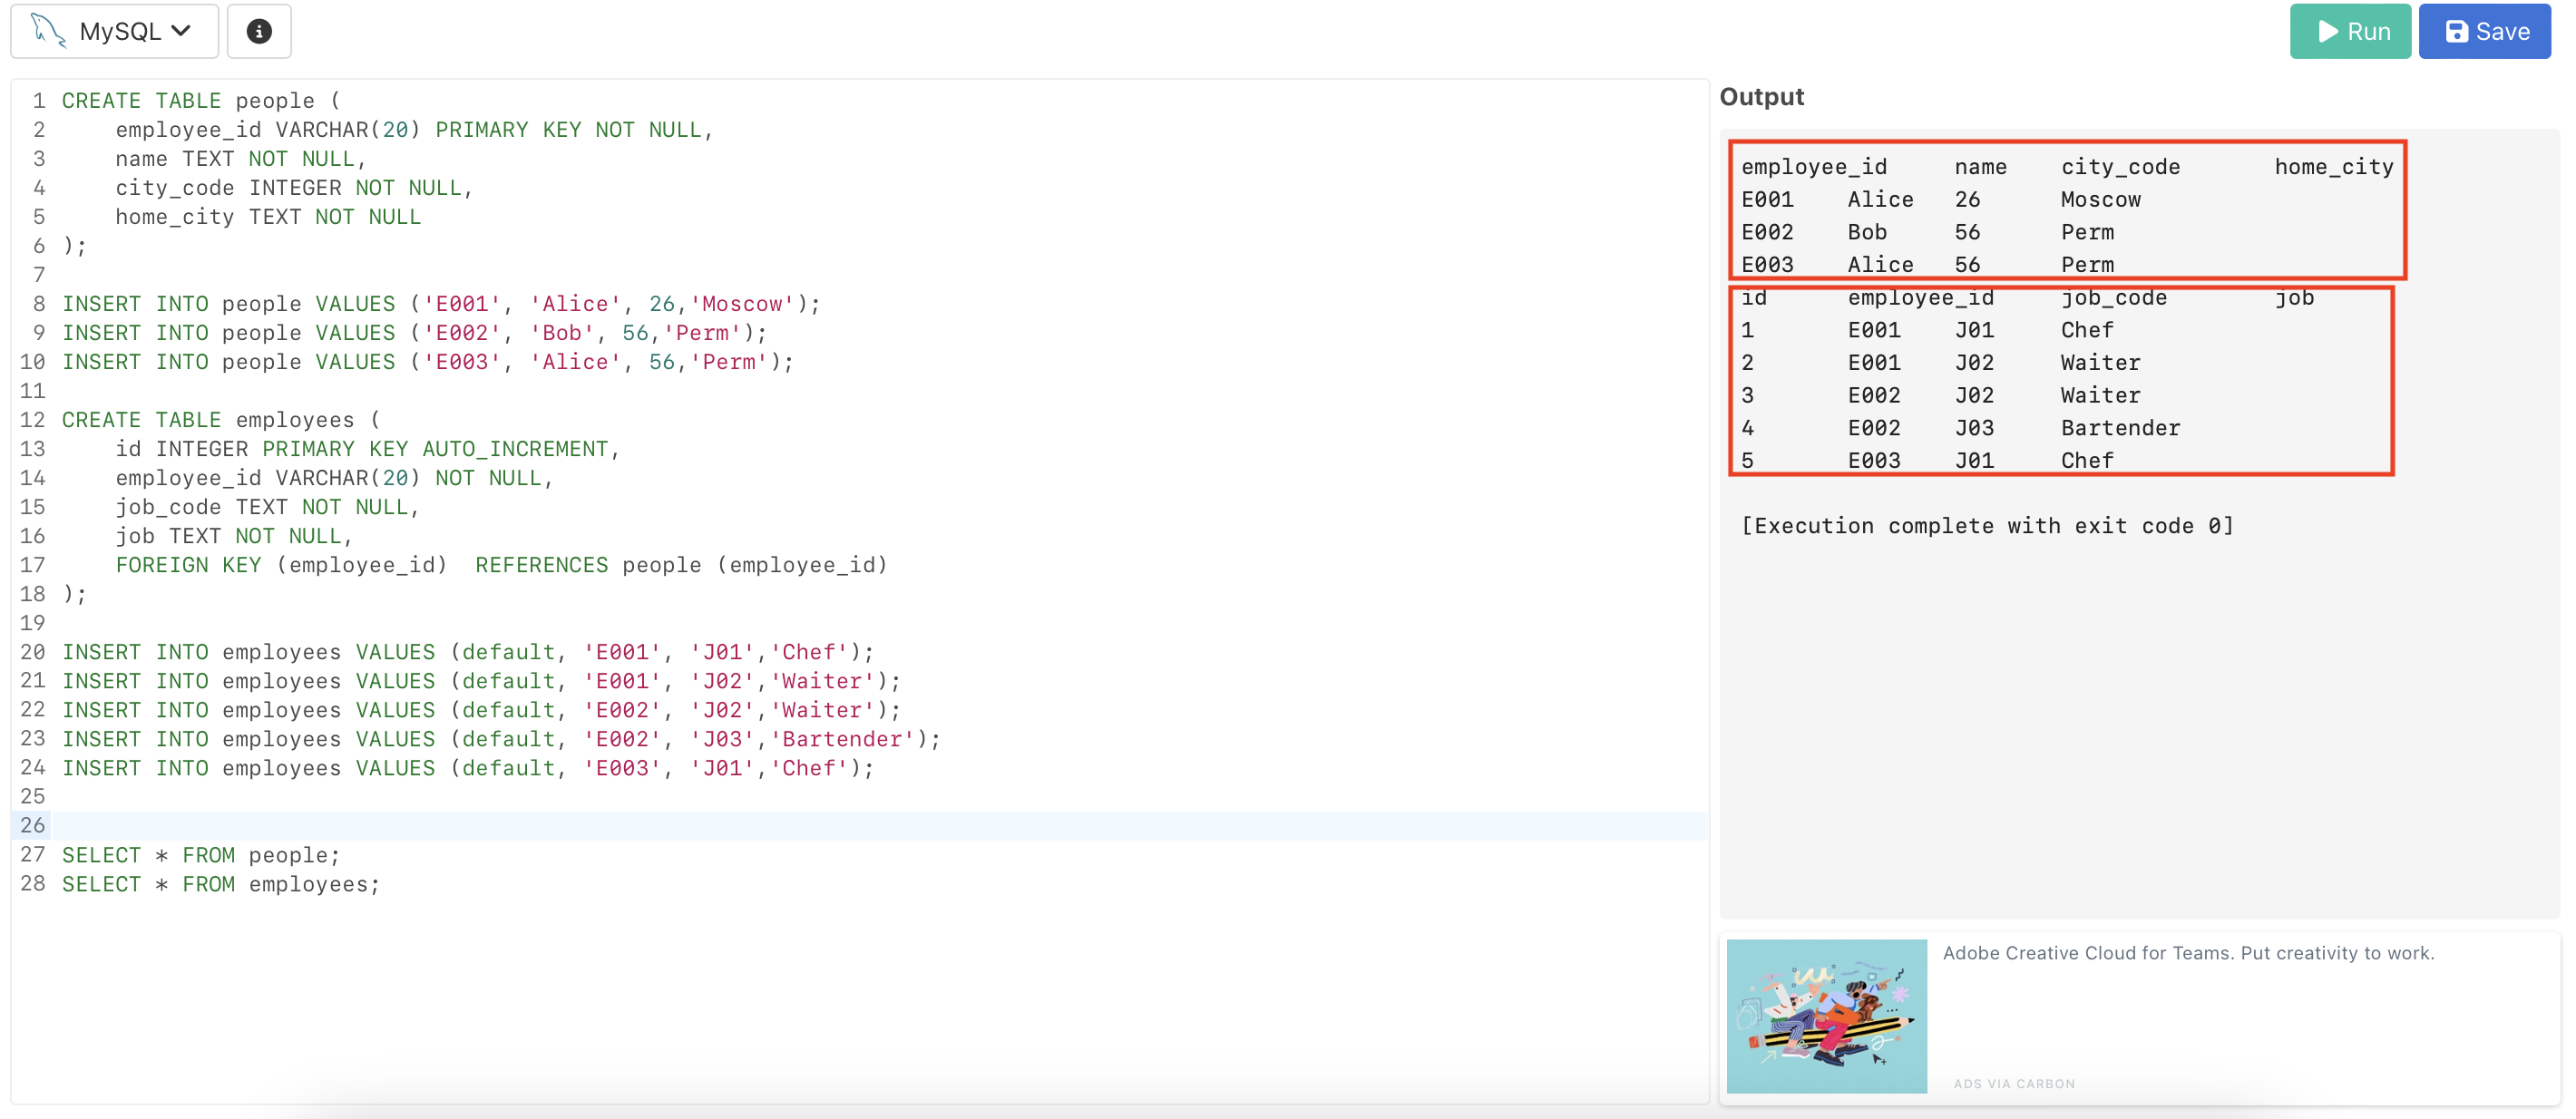 MySQL
Run
Save
1 CREATE TABLE people (
2     employee_id VARCHAR(20) PRIMARY KEY NOT NULL,
3     name TEXT NOT NULL,
4     city_code INTEGER NOT NULL,
5     home_city TEXT NOT NULL
6 );
7
8 INSERT INTO people VALUES ('E001', 'Alice', 26,'Moscow');
9 INSERT INTO people VALUES ('E002', 'Bob', 56,'Perm');
10 INSERT INTO people VALUES ('E003', 'Alice', 56,'Perm');
11
12 CREATE TABLE employees (
13     id INTEGER PRIMARY KEY AUTO_INCREMENT,
14     employee_id VARCHAR(20) NOT NULL,
15     job_code TEXT NOT NULL,
16     job TEXT NOT NULL,
17     FOREIGN KEY (employee_id)  REFERENCES people (employee_id)
18 );
19
20 INSERT INTO employees VALUES (default, 'E001', 'J01','Chef');
21 INSERT INTO employees VALUES (default, 'E001', 'J02','Waiter');
22 INSERT INTO employees VALUES (default, 'E002', 'J02','Waiter');
23 INSERT INTO employees VALUES (default, 'E002', 'J03','Bartender');
24 INSERT INTO employees VALUES (default, 'E003', 'J01','Chef');
25
26
27 SELECT * FROM people;
28 SELECT * FROM employees;
Output
employee_id     name    city_code       home_city
E001    Alice   26      Moscow
E002    Bob     56      Perm
E003    Alice   56      Perm
id      employee_id     job_code        job
1       E001    J01     Chef
2       E001    J02     Waiter
3       E002    J02     Waiter
4       E002    J03     Bartender
5       E003    J01     Chef
[Execution complete with exit code 0]
Adobe Creative Cloud for Teams. Put creativity to work.
ADS VIA CARBON